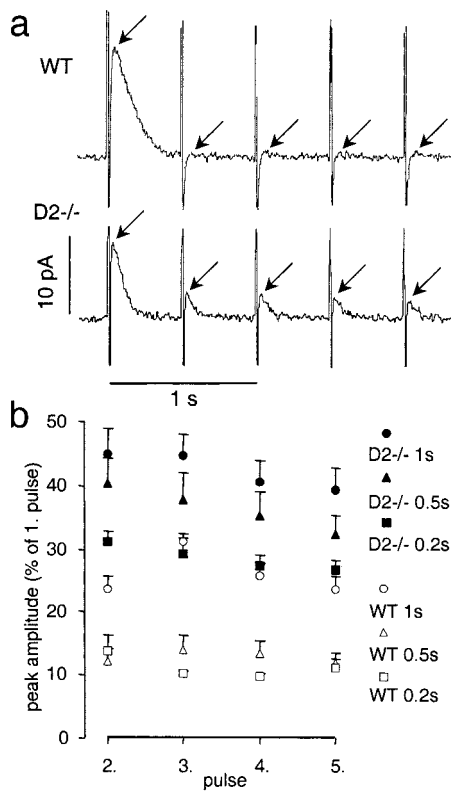 a
WT
D2-/-
10 pA
1 s
b
peak amplitude (% of 1. pulse)
50
40
30
20
10
0
2.
3.
4.
5.
pulse
D2-/- 1s
D2-/- 0.5s
D2-/- 0.2s
WT 1s
WT 0.5s
WT 0.2s